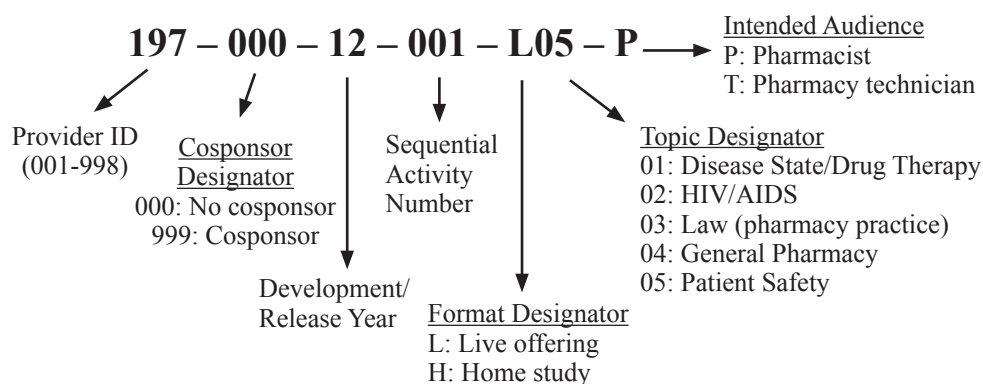 197 – 000 – 12 – 001 – L05 – P
Intended Audience
P: Pharmacist
T: Pharmacy technician
Provider ID
(001-998)
Cosponsor
Designator
000: No cosponsor
999: Cosponsor
Development/
Release Year
Sequential
Activity
Number
Format Designator
L: Live offering
H: Home study
Topic Designator
01: Disease State/Drug Therapy
02: HIV/AIDS
03: Law (pharmacy practice)
04: General Pharmacy
05: Patient Safety